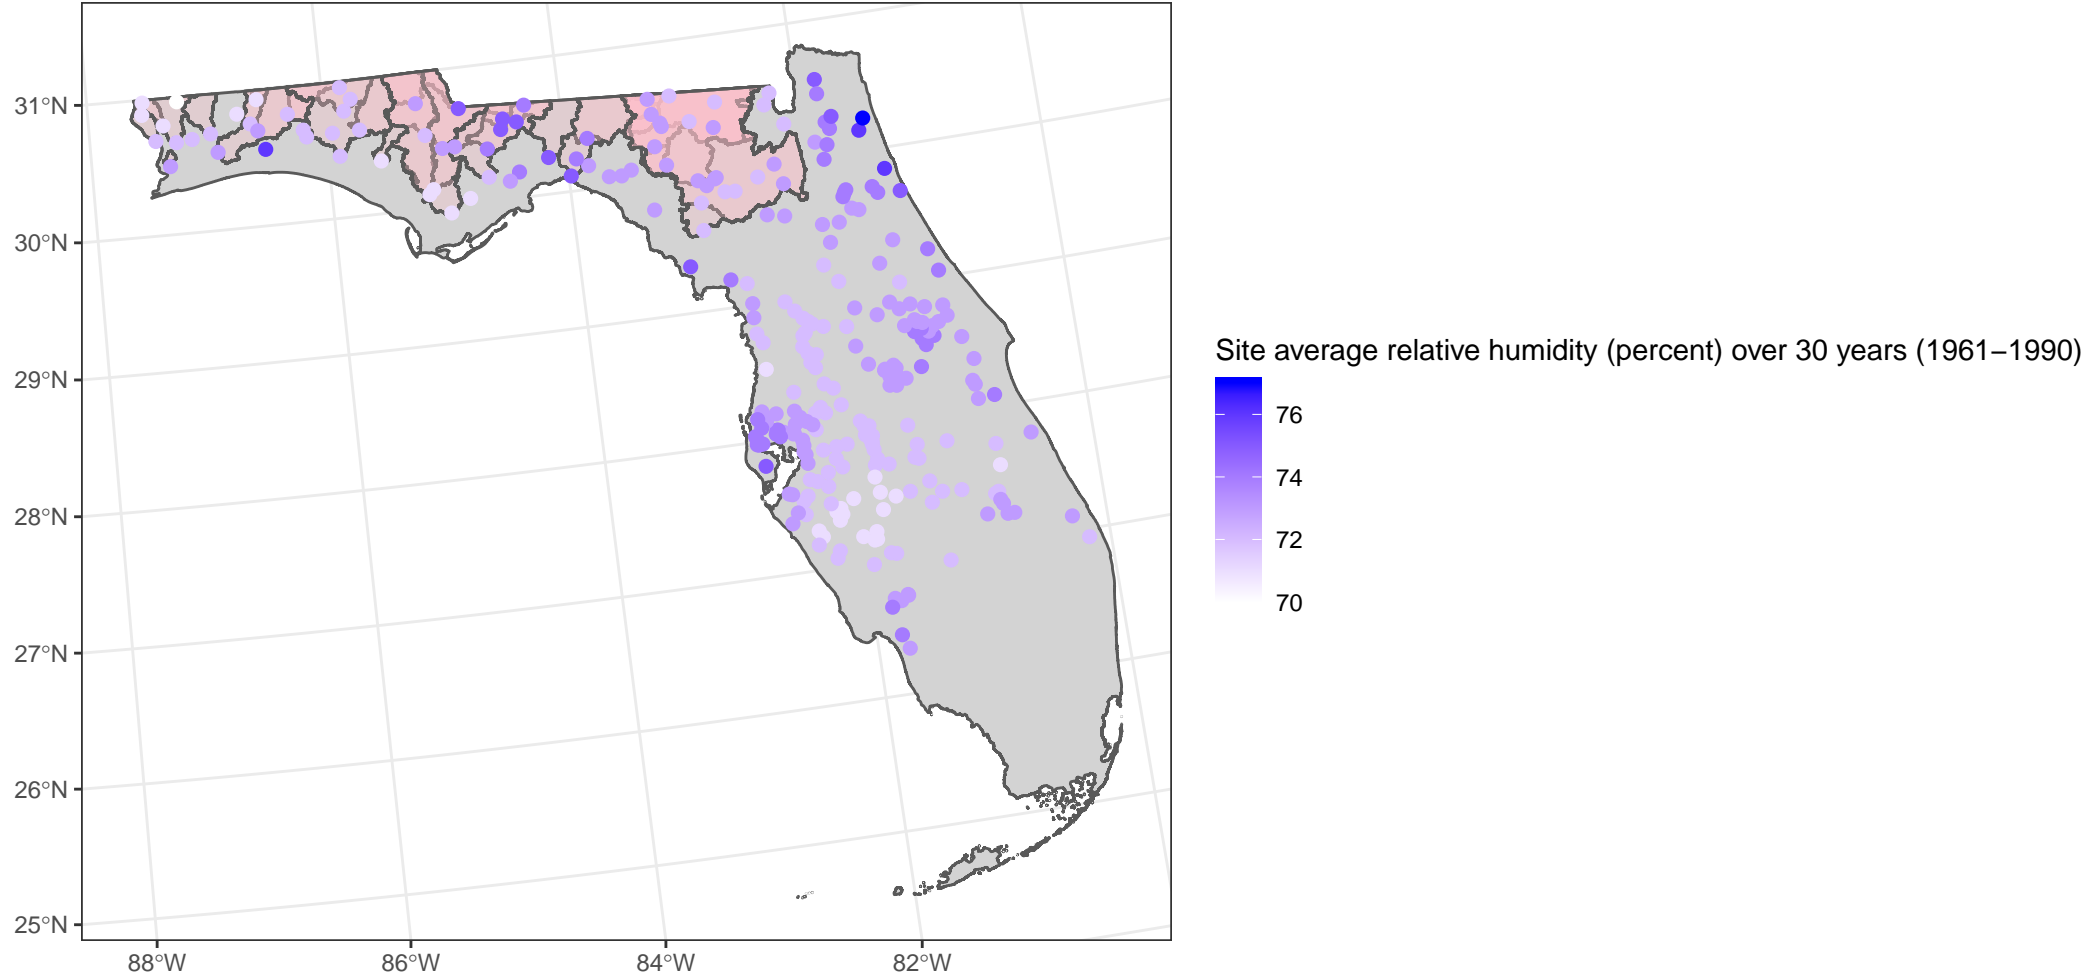 31°N
30°N
29°N
28°N
27°N
26°N
25°N
88°W
86°W
84°W
82°W
Site average relative humidity (percent) over 30 years (1961−1990)
76
74
72
70